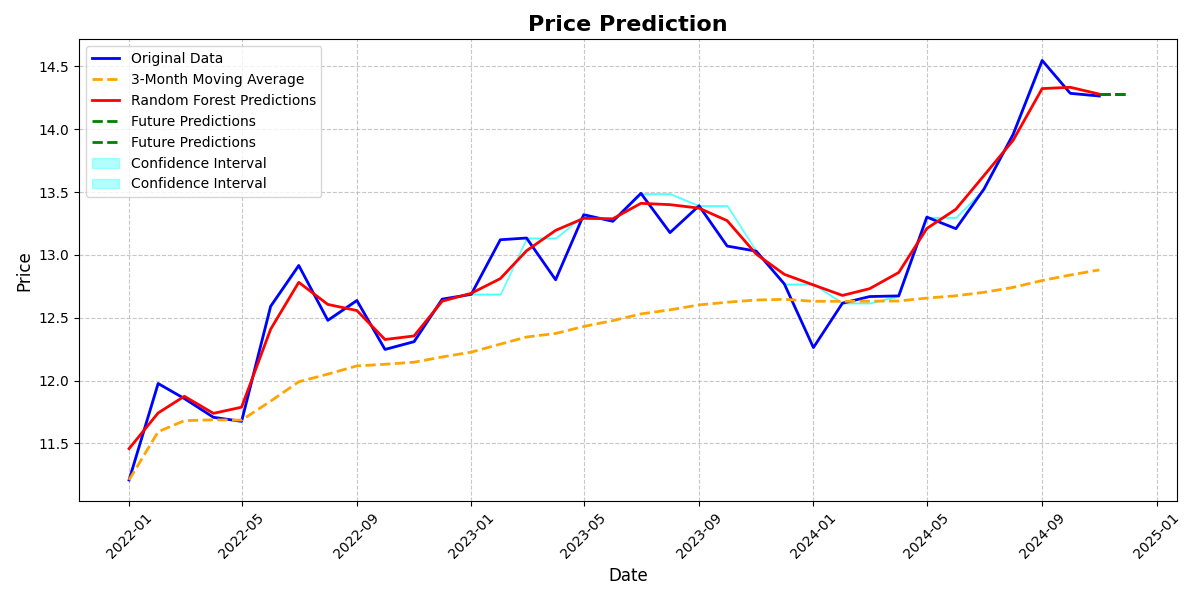 Price Prediction
Original Data
3-Month Moving Average
Random Forest Predictions
Future Predictions
Future Predictions
Confidence Interval
Confidence Interval
Price
14.5
14.0
13.5
13.0
12.5
12.0
11.5
2022-01
2022-05
2022-09
2023-01
2023-05
2023-09
2024-01
2024-05
2024-09
2025-01
Date